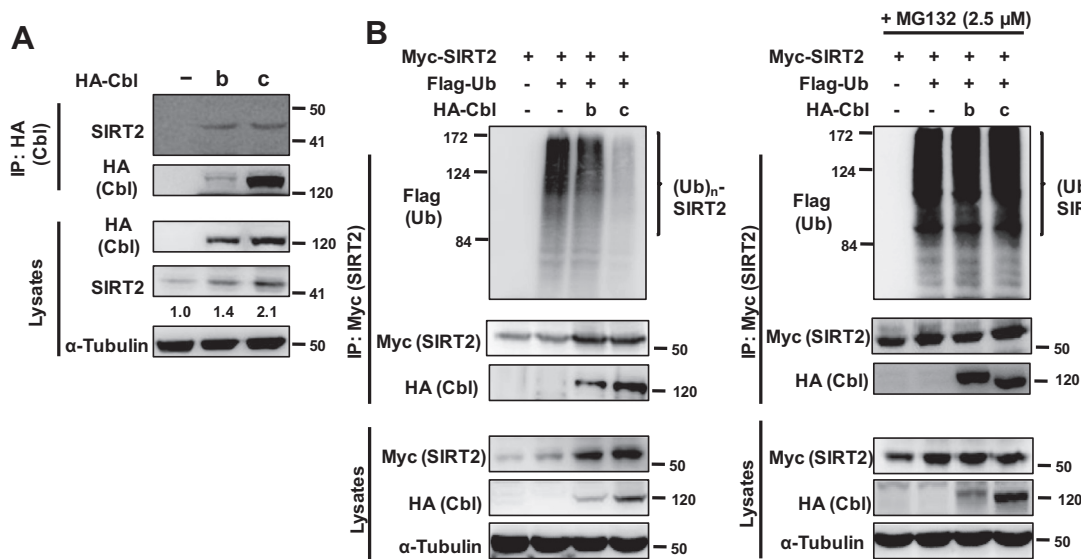 A
HA-Cbl – b c
IP: HA
(Cbl)
SIRT2
50
41
HA
(Cbl)
120
Lysates
HA
(Cbl)
120
SIRT2
41
1.0 1.4 2.1
α-Tubulin
50
B
Myc-SIRT2 + + + +
Flag-Ub - + + +
HA-Cbl - - b c
IP: Myc (SIRT2)
172
124
Flag
(Ub)
84
(Ub)n-
SIRT2
Myc (SIRT2)
50
HA (Cbl)
120
Lysates
Myc (SIRT2)
50
HA (Cbl)
120
α-Tubulin
50
+ MG132 (2.5 µM)
Myc-SIRT2 + + + +
Flag-Ub - + + +
HA-Cbl - - b c
IP: Myc (SIRT2)
172
124
Flag
(Ub)
84
(Ub
SIR
Myc (SIRT2)
50
HA (Cbl)
120
Lysates
Myc (SIRT2)
50
HA (Cbl)
120
α-Tubulin
50